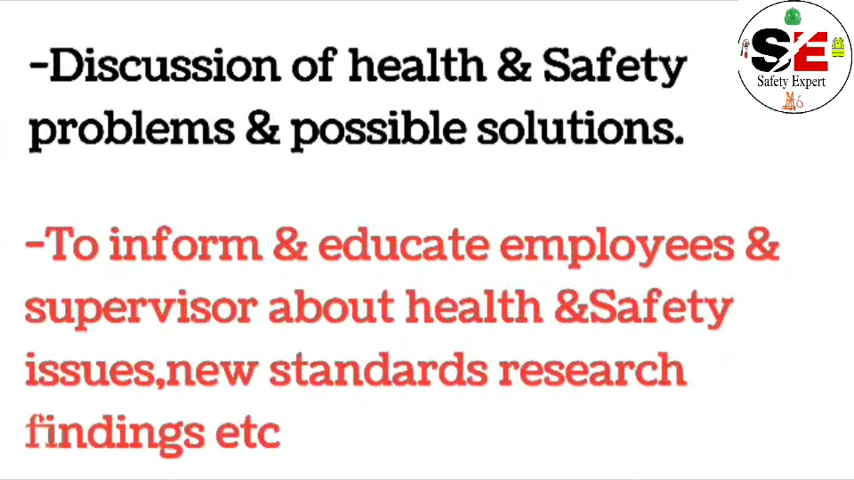 -Discussion of health & Safety
problems & possible solutions.
-To inform & educate employees &
supervisor about health &Safety
issues,new standards research
findings etc
SE
Safety Expert